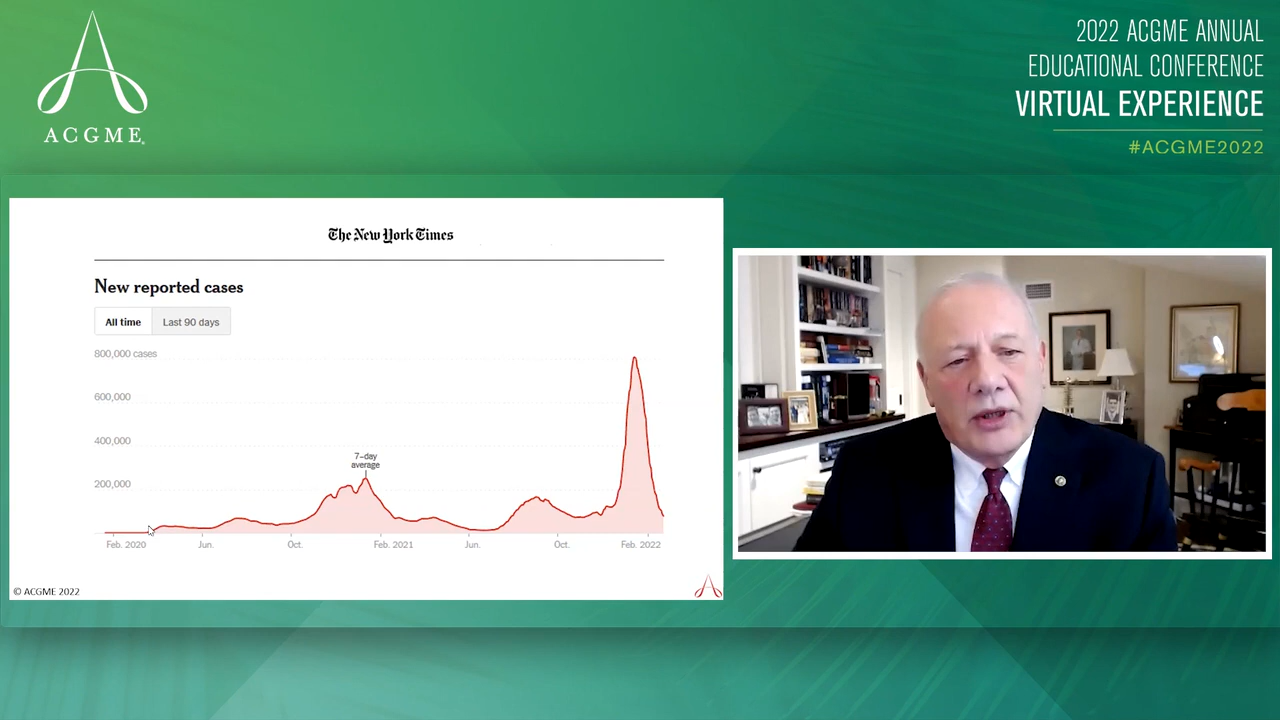 ACGME
2022 ACGME ANNUAL
EDUCATIONAL CONFERENCE
VIRTUAL EXPERIENCE
#ACGME2022
The New York Times
New reported cases
All time
Last 90 days
800,000 cases
600,000
400,000
200,000
7–day
average
Feb. 2020
Jun.
Oct.
Feb. 2021
Jun.
Oct.
Feb. 2022
© ACGME 2022